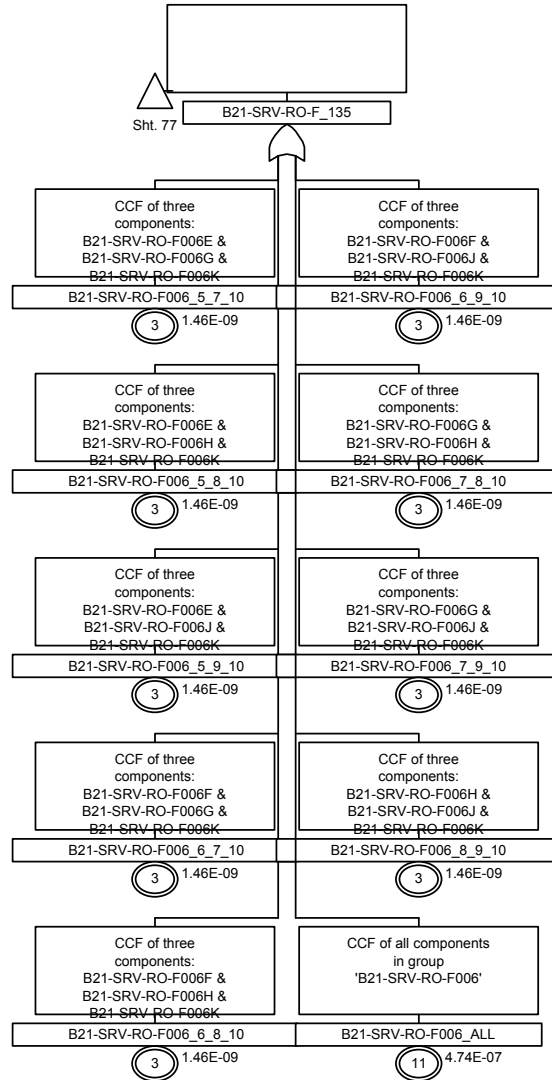 Sht. 77
B21-SRV-RO-F_135
CCF of three
components:
B21-SRV-RO-F006E &
B21-SRV-RO-F006G &
B21-SRV-RO-F006K
B21-SRV-RO-F006_5_7_10
3
1.46E-09
CCF of three
components:
B21-SRV-RO-F006F &
B21-SRV-RO-F006J &
B21-SRV-RO-F006K
B21-SRV-RO-F006_6_9_10
3
1.46E-09
CCF of three
components:
B21-SRV-RO-F006E &
B21-SRV-RO-F006H &
B21-SRV-RO-F006K
B21-SRV-RO-F006_5_8_10
3
1.46E-09
CCF of three
components:
B21-SRV-RO-F006G &
B21-SRV-RO-F006H &
B21-SRV-RO-F006K
B21-SRV-RO-F006_7_8_10
3
1.46E-09
CCF of three
components:
B21-SRV-RO-F006E &
B21-SRV-RO-F006J &
B21-SRV-RO-F006K
B21-SRV-RO-F006_5_9_10
3
1.46E-09
CCF of three
components:
B21-SRV-RO-F006G &
B21-SRV-RO-F006J &
B21-SRV-RO-F006K
B21-SRV-RO-F006_7_9_10
3
1.46E-09
CCF of three
components:
B21-SRV-RO-F006F &
B21-SRV-RO-F006G &
B21-SRV-RO-F006K
B21-SRV-RO-F006_6_7_10
3
1.46E-09
CCF of three
components:
B21-SRV-RO-F006H &
B21-SRV-RO-F006J &
B21-SRV-RO-F006K
B21-SRV-RO-F006_8_9_10
3
1.46E-09
CCF of three
components:
B21-SRV-RO-F006F &
B21-SRV-RO-F006H &
B21-SRV-RO-F006K
B21-SRV-RO-F006_6_8_10
3
1.46E-09
CCF of all components
in group
'B21-SRV-RO-F006'
B21-SRV-RO-F006_ALL
11
4.74E-07